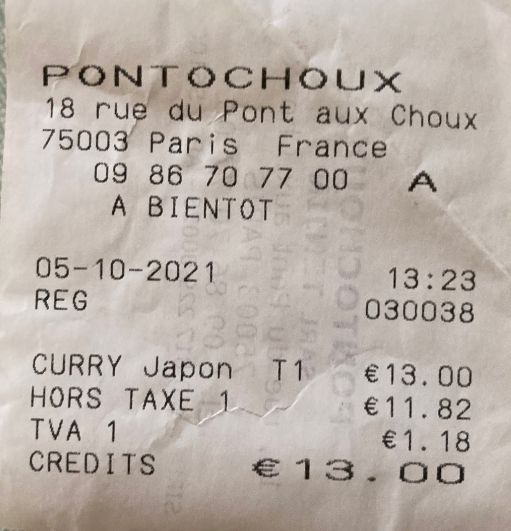 PONTOCHOUX
18 rue du Pont aux Choux
75003 Paris France
09 86 70 77 00 A
A BIENTOT
05-10-2021 13:23
REG 030038
CURRY Japon T1 €13.00
HORS TAXE 1 €11.82
TVA 1 €1.18
CREDITS €13.00